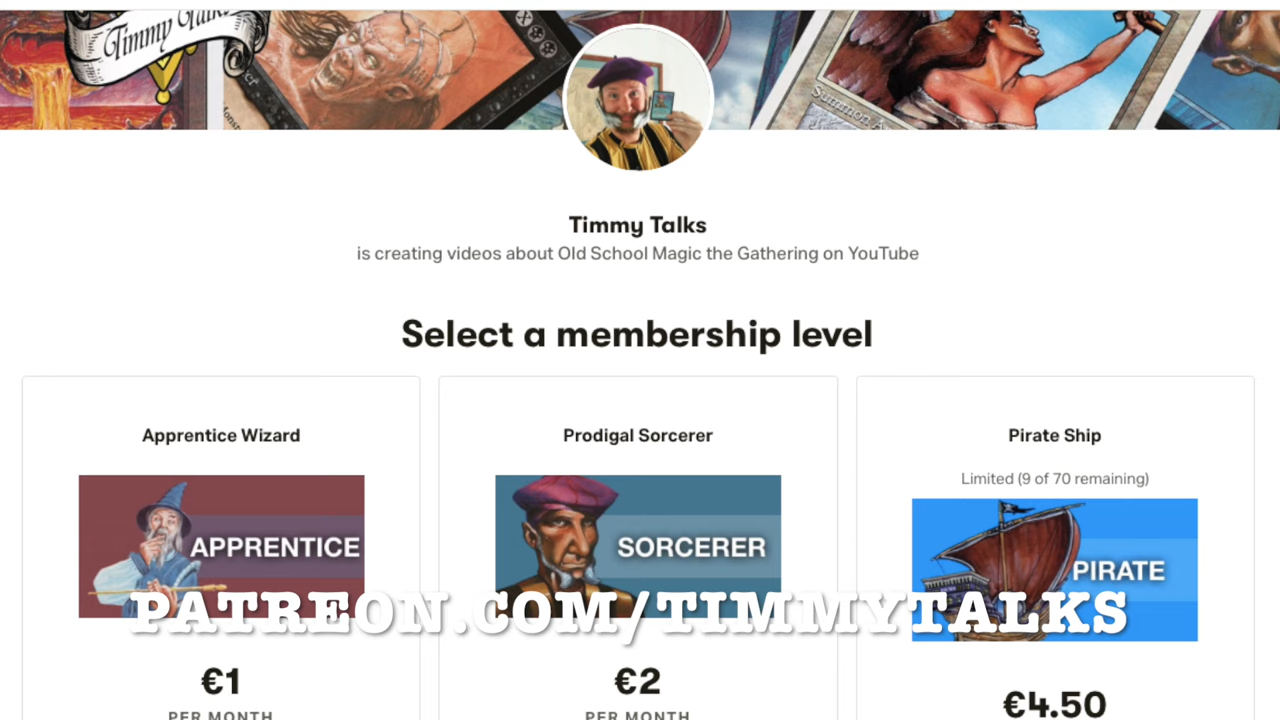 Timmy Talks
Summon A
Timmy Talks
is creating videos about Old School Magic the Gathering on YouTube
Select a membership level
Apprentice Wizard
Prodigal Sorcerer
Pirate Ship
Limited (9 of 70 remaining)
APPRENTICE
SORCERER
PIRATE
PATREON.COM/TIMMYTALKS
€1
€2
€4.50
PER MONTH
PER MONTH